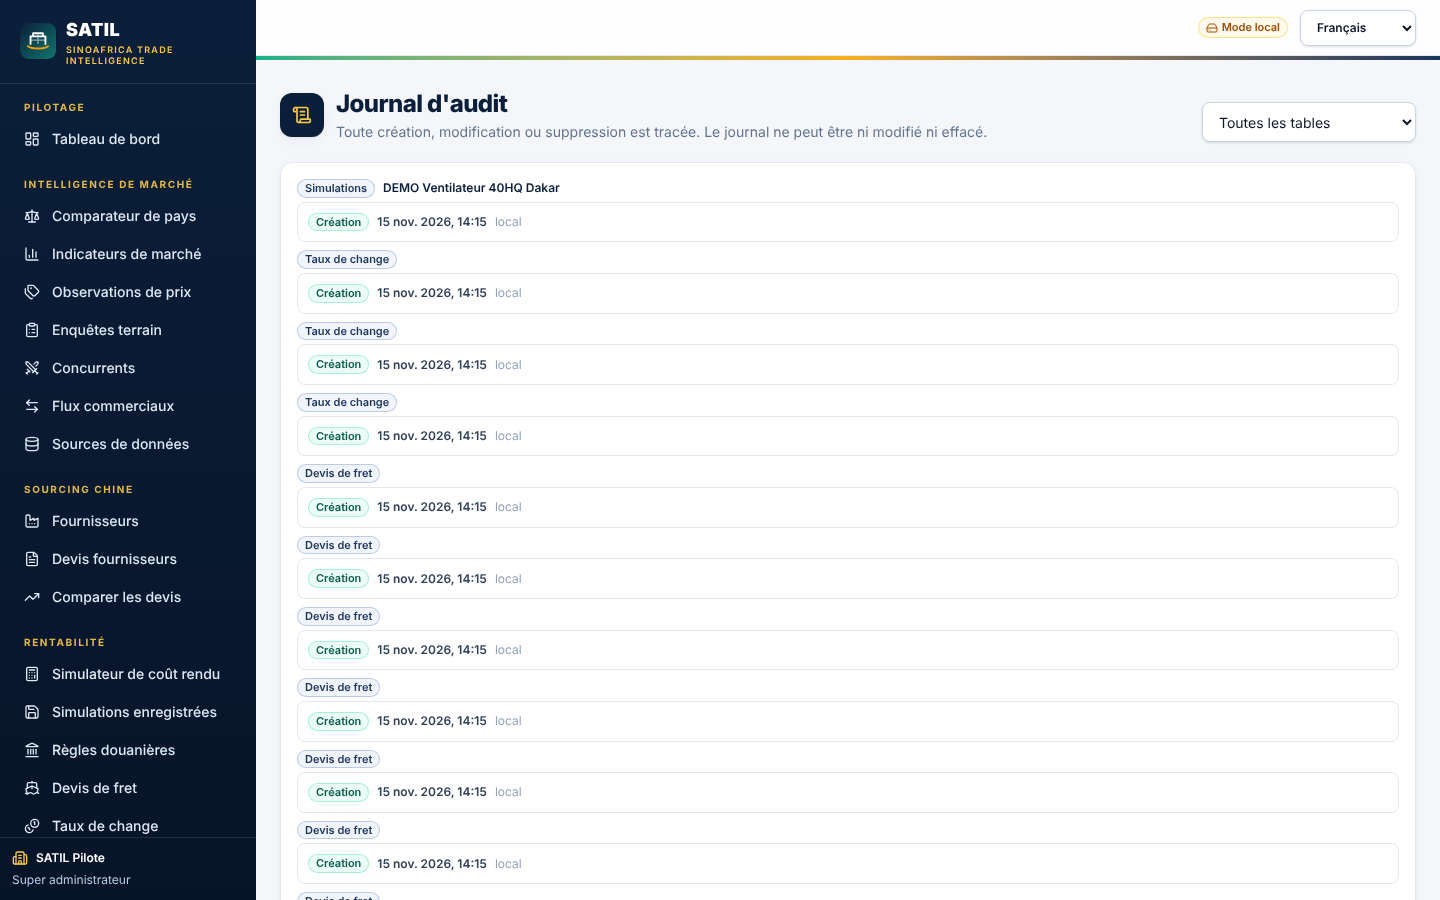 SATIL
SINOAFRICA TRADE
INTELLIGENCE
PILOTAGE
Tableau de bord
INTELLIGENCE DE MARCHÉ
Comparateur de pays
Indicateurs de marché
Observations de prix
Enquêtes terrain
Concurrents
Flux commerciaux
Sources de données
SOURCING CHINE
Fournisseurs
Devis fournisseurs
Comparer les devis
RENTABILITÉ
Simulateur de coût rendu
Simulations enregistrées
Règles douanières
Devis de fret
Taux de change
SATIL Pilote
Super administrateur
Mode local
Français
Journal d'audit
Toute création, modification ou suppression est tracée. Le journal ne peut être ni modifié ni effacé.
Toutes les tables
Simulations DEMO Ventilateur 40HQ Dakar
Création 15 nov. 2026, 14:15 local
Taux de change
Création 15 nov. 2026, 14:15 local
Taux de change
Création 15 nov. 2026, 14:15 local
Taux de change
Création 15 nov. 2026, 14:15 local
Devis de fret
Création 15 nov. 2026, 14:15 local
Devis de fret
Création 15 nov. 2026, 14:15 local
Devis de fret
Création 15 nov. 2026, 14:15 local
Devis de fret
Création 15 nov. 2026, 14:15 local
Devis de fret
Création 15 nov. 2026, 14:15 local
Devis de fret
Création 15 nov. 2026, 14:15 local
Devis de fret